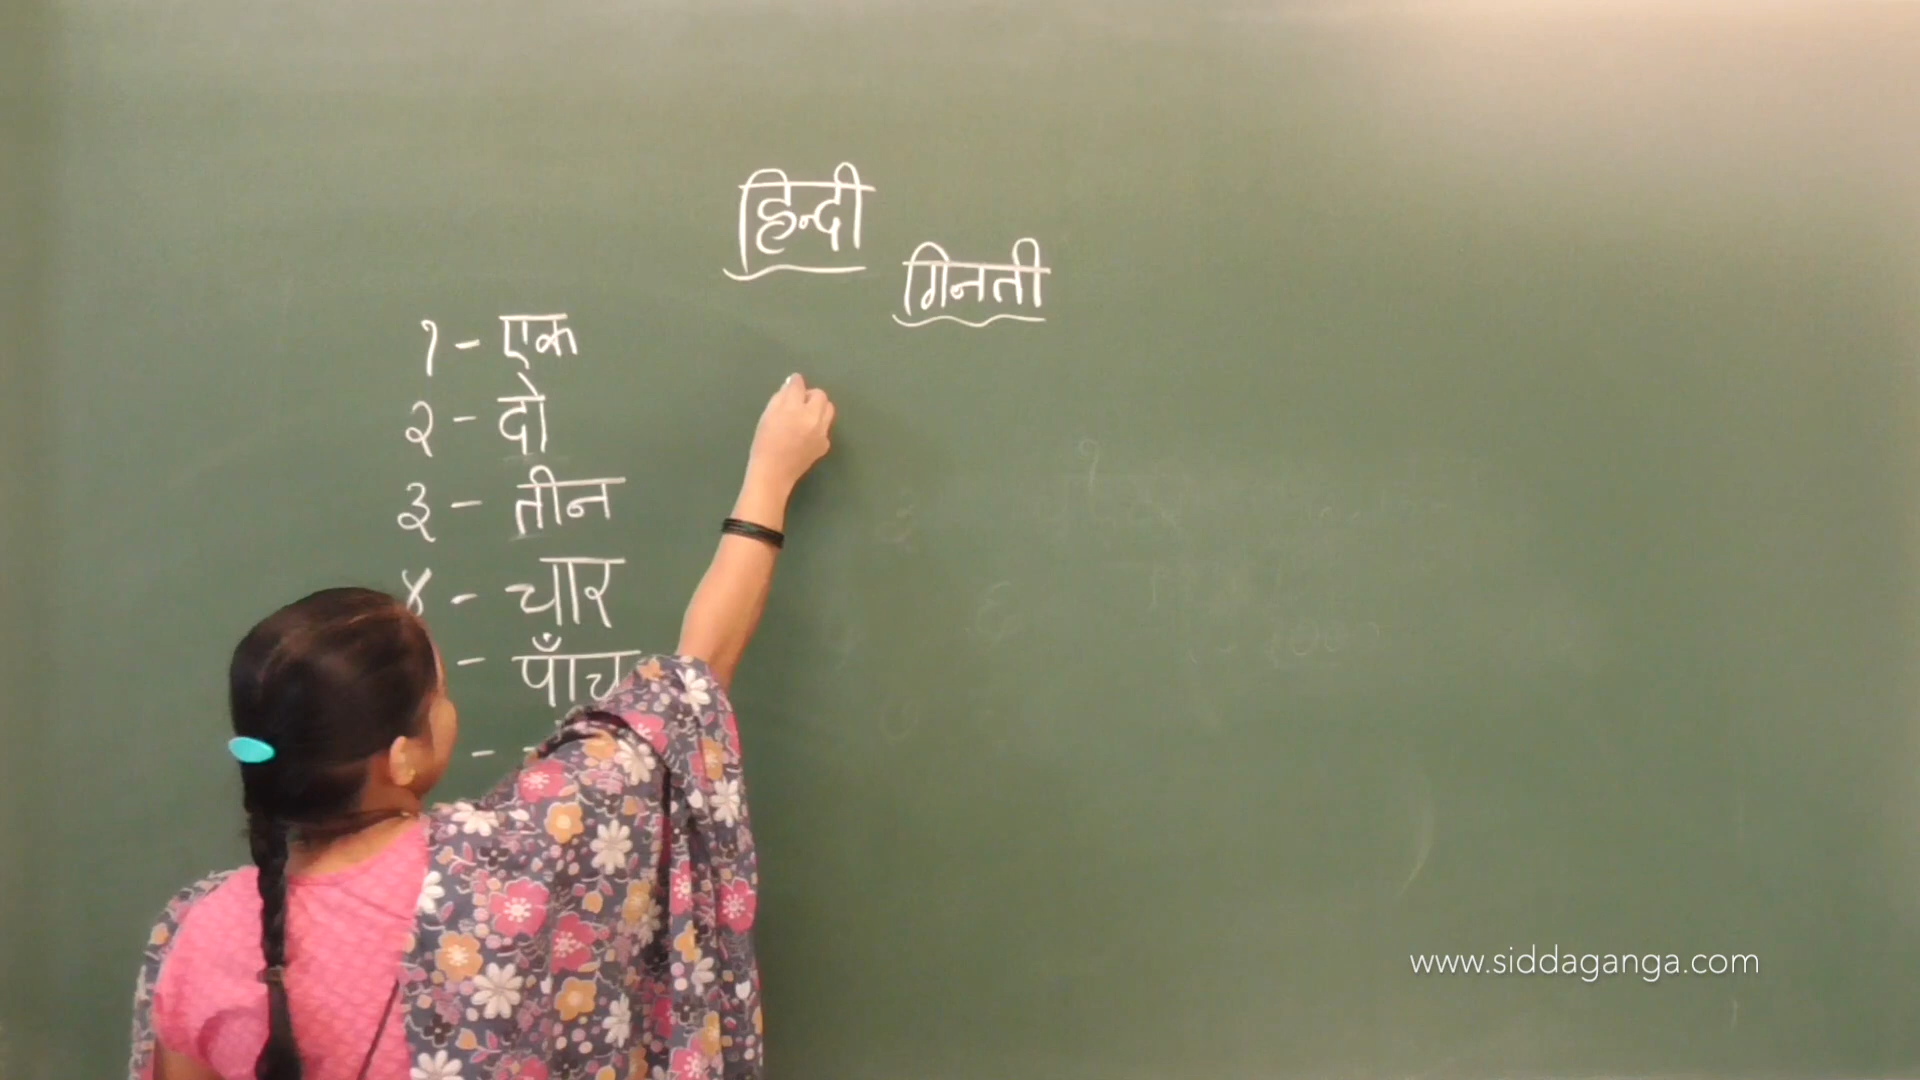 हिन्दी
गिनती
१ - एक
२ - दो
३ - तीन
४ - चार
- पाँच
www.siddaganga.com